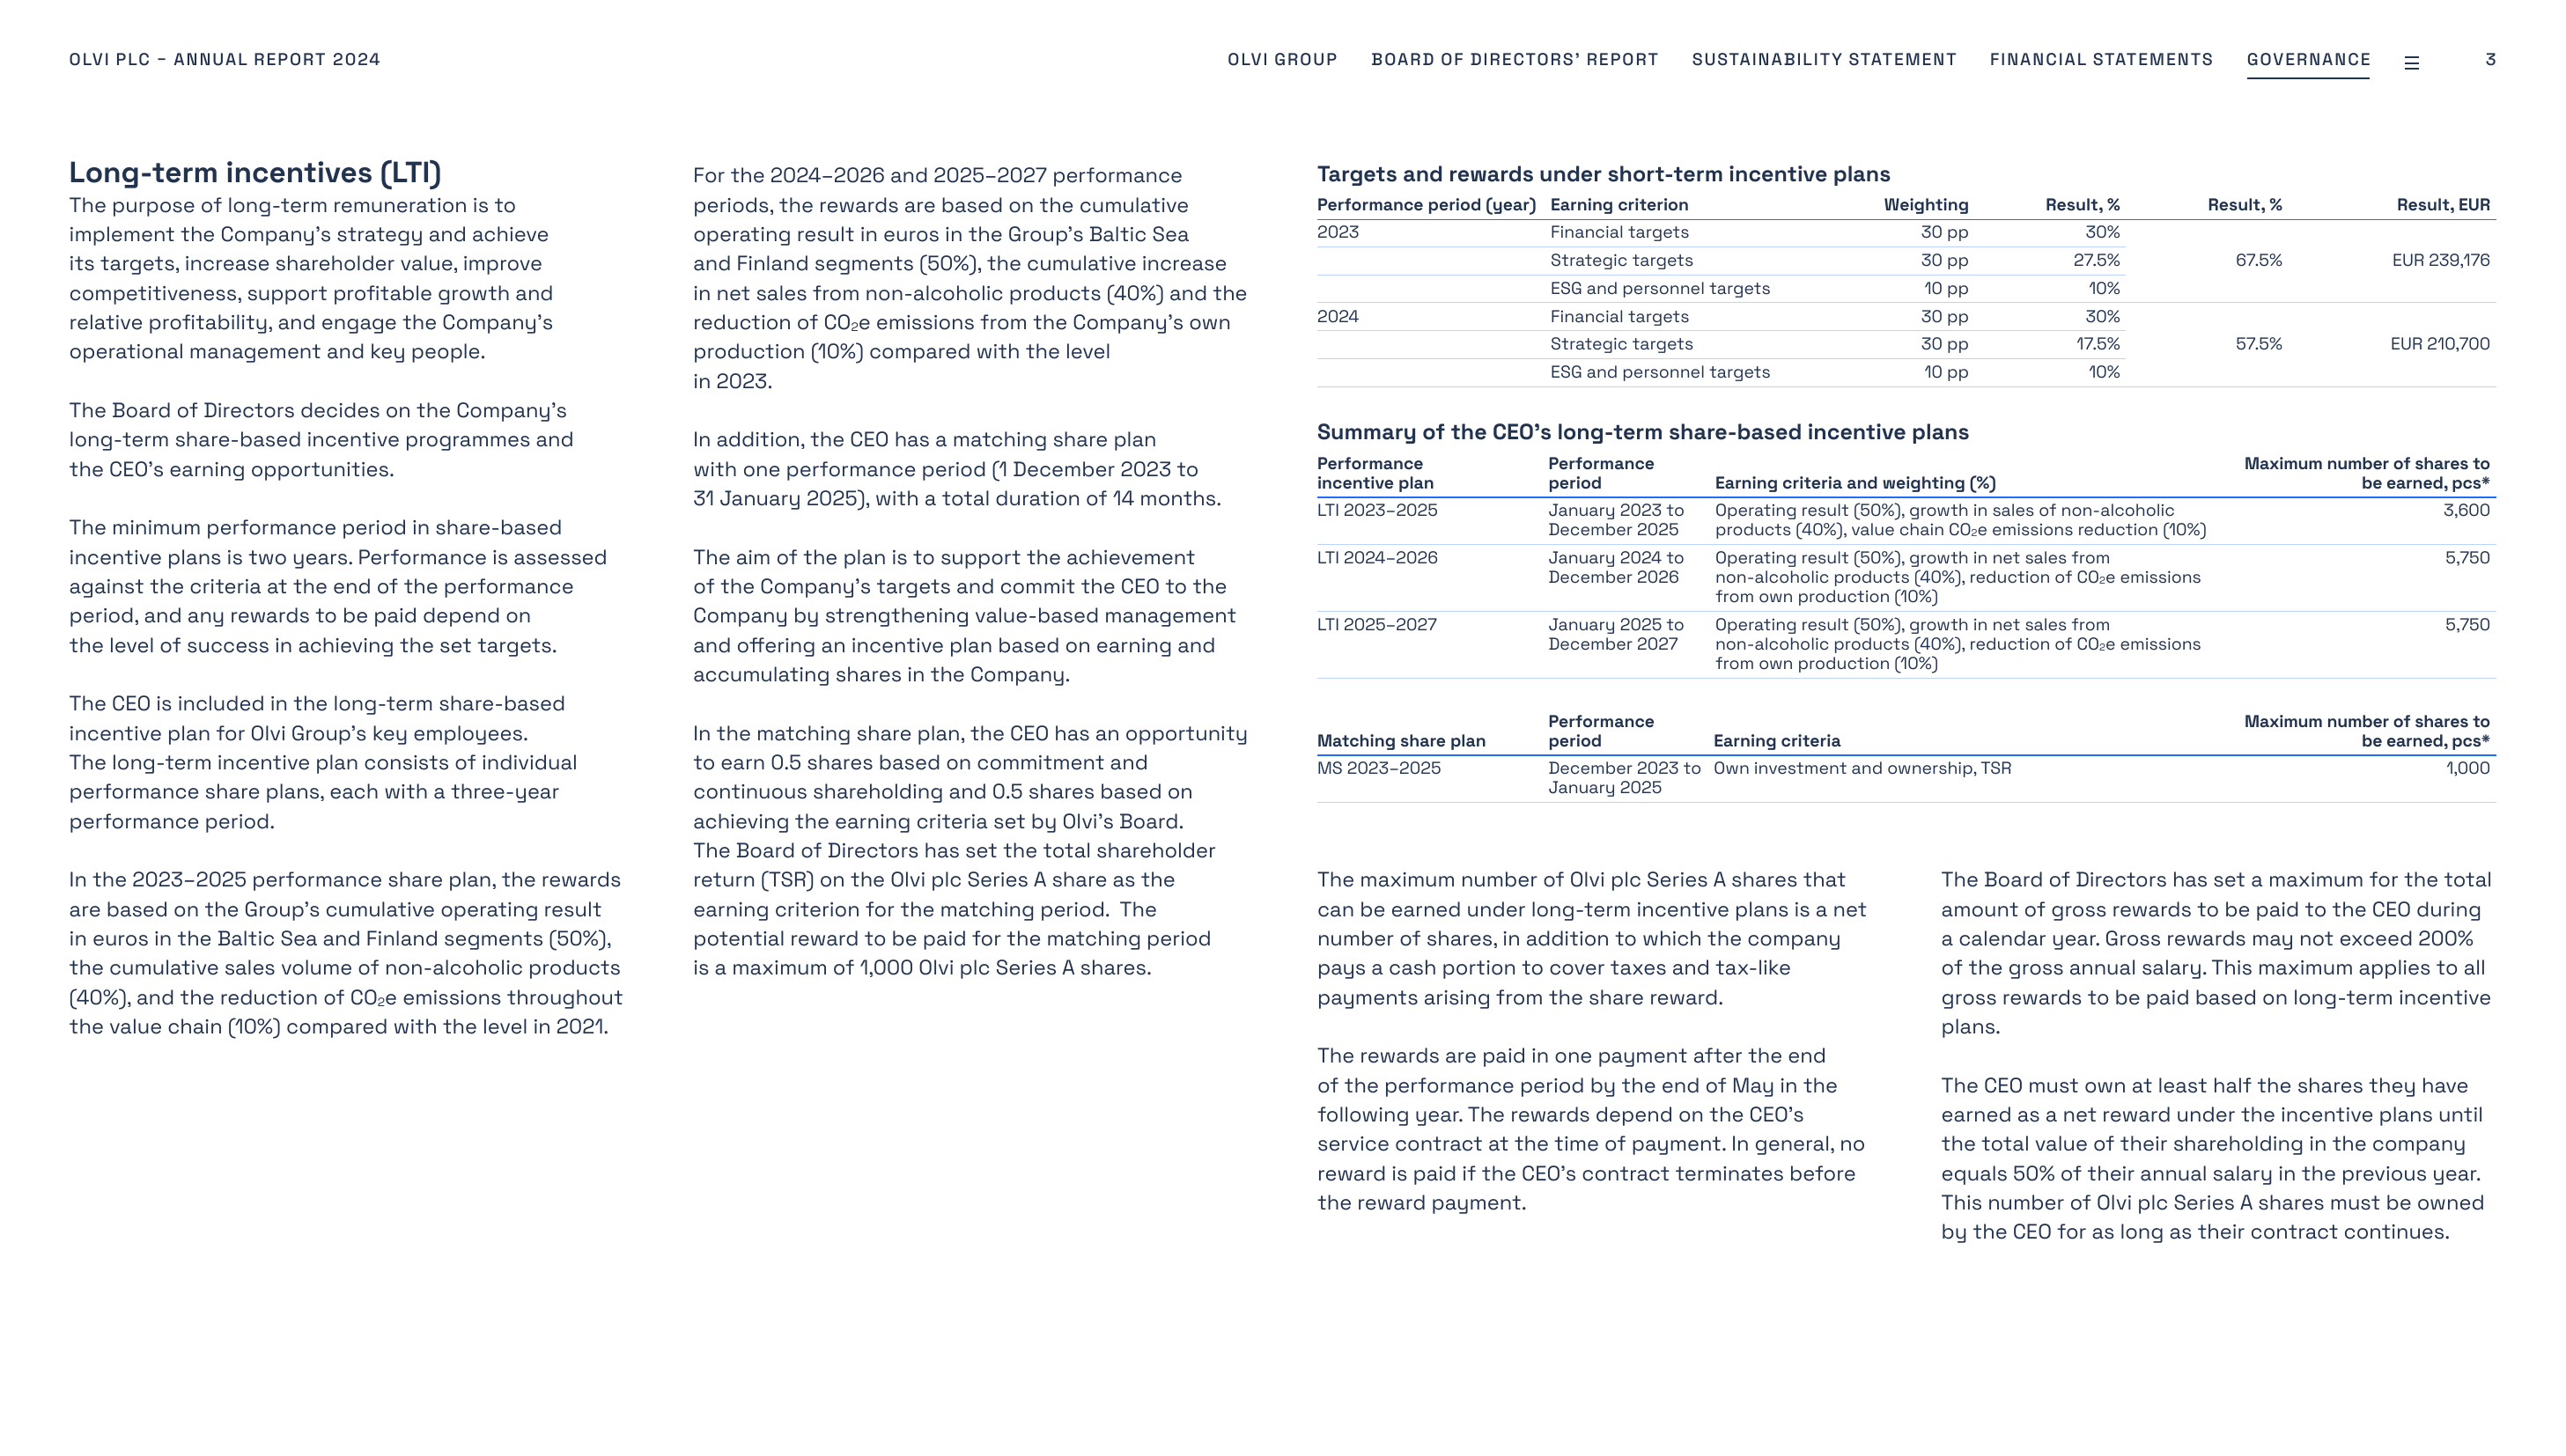 OLVI PLC – ANNUAL REPORT 2024
OLVI GROUP BOARD OF DIRECTORS’ REPORT SUSTAINABILITY STATEMENT FINANCIAL STATEMENTS GOVERNANCE 3
Long-term incentives (LTI)
The purpose of long-term remuneration is to
implement the Company’s strategy and achieve
its targets, increase shareholder value, improve
competitiveness, support profitable growth and
relative profitability, and engage the Company’s
operational management and key people.
The Board of Directors decides on the Company’s
long-term share-based incentive programmes and
the CEO’s earning opportunities.
The minimum performance period in share-based
incentive plans is two years. Performance is assessed
against the criteria at the end of the performance
period, and any rewards to be paid depend on
the level of success in achieving the set targets.
The CEO is included in the long-term share-based
incentive plan for Olvi Group’s key employees.
The long-term incentive plan consists of individual
performance share plans, each with a three-year
performance period.
In the 2023–2025 performance share plan, the rewards
are based on the Group’s cumulative operating result
in euros in the Baltic Sea and Finland segments (50%),
the cumulative sales volume of non-alcoholic products
(40%), and the reduction of CO₂e emissions throughout
the value chain (10%) compared with the level in 2021.
For the 2024–2026 and 2025–2027 performance
periods, the rewards are based on the cumulative
operating result in euros in the Group’s Baltic Sea
and Finland segments (50%), the cumulative increase
in net sales from non-alcoholic products (40%) and the
reduction of CO₂e emissions from the Company’s own
production (10%) compared with the level
in 2023.
In addition, the CEO has a matching share plan
with one performance period (1 December 2023 to
31 January 2025), with a total duration of 14 months.
The aim of the plan is to support the achievement
of the Company’s targets and commit the CEO to the
Company by strengthening value-based management
and offering an incentive plan based on earning and
accumulating shares in the Company.
In the matching share plan, the CEO has an opportunity
to earn 0.5 shares based on commitment and
continuous shareholding and 0.5 shares based on
achieving the earning criteria set by Olvi’s Board.
The Board of Directors has set the total shareholder
return (TSR) on the Olvi plc Series A share as the
earning criterion for the matching period. The
potential reward to be paid for the matching period
is a maximum of 1,000 Olvi plc Series A shares.
Targets and rewards under short-term incentive plans
Performance period (year) Earning criterion Weighting Result, % Result, % Result, EUR
2023 Financial targets 30 pp 30%
Strategic targets 30 pp 27.5% 67.5% EUR 239,176
ESG and personnel targets 10 pp 10%
2024 Financial targets 30 pp 30%
Strategic targets 30 pp 17.5% 57.5% EUR 210,700
ESG and personnel targets 10 pp 10%
Summary of the CEO’s long-term share-based incentive plans
Performance Performance Maximum number of shares to
incentive plan period Earning criteria and weighting (%) be earned, pcs*
LTI 2023–2025 January 2023 to Operating result (50%), growth in sales of non-alcoholic 3,600
December 2025 products (40%), value chain CO₂e emissions reduction (10%)
LTI 2024–2026 January 2024 to Operating result (50%), growth in net sales from 5,750
December 2026 non-alcoholic products (40%), reduction of CO₂e emissions
from own production (10%)
LTI 2025–2027 January 2025 to Operating result (50%), growth in net sales from 5,750
December 2027 non-alcoholic products (40%), reduction of CO₂e emissions
from own production (10%)
Performance Maximum number of shares to
Matching share plan period Earning criteria be earned, pcs*
MS 2023–2025 December 2023 to Own investment and ownership, TSR 1,000
January 2025
The maximum number of Olvi plc Series A shares that
can be earned under long-term incentive plans is a net
number of shares, in addition to which the company
pays a cash portion to cover taxes and tax-like
payments arising from the share reward.
The rewards are paid in one payment after the end
of the performance period by the end of May in the
following year. The rewards depend on the CEO’s
service contract at the time of payment. In general, no
reward is paid if the CEO’s contract terminates before
the reward payment.
The Board of Directors has set a maximum for the total
amount of gross rewards to be paid to the CEO during
a calendar year. Gross rewards may not exceed 200%
of the gross annual salary. This maximum applies to all
gross rewards to be paid based on long-term incentive
plans.
The CEO must own at least half the shares they have
earned as a net reward under the incentive plans until
the total value of their shareholding in the company
equals 50% of their annual salary in the previous year.
This number of Olvi plc Series A shares must be owned
by the CEO for as long as their contract continues.